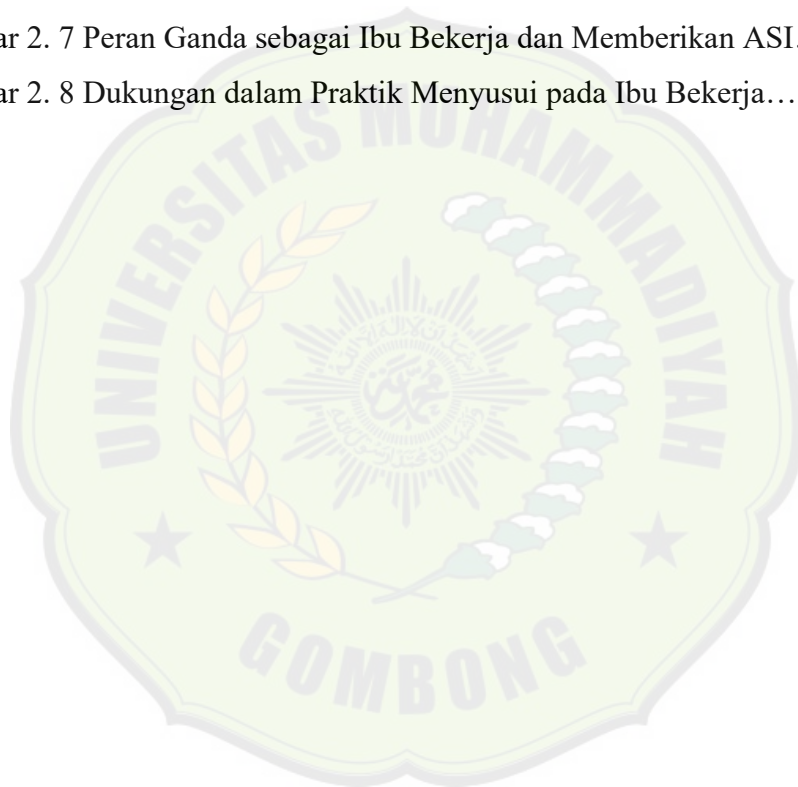 ar 2. 7 Peran Ganda sebagai Ibu Bekerja dan Memberikan ASI.
ar 2. 8 Dukungan dalam Praktik Menyusui pada Ibu Bekerja…
UNIVERSITAS MUHAMMADIYAH
GOMBONG